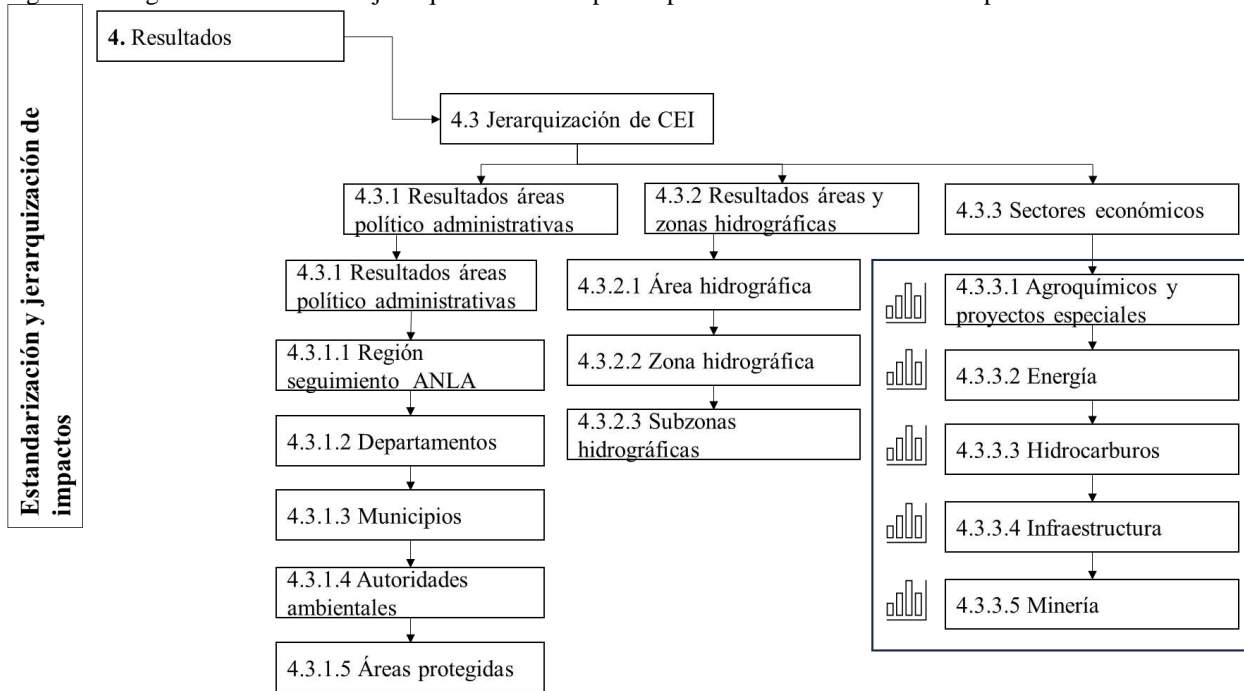 Estandarización y jerarquización de
impactos
4. Resultados
4.3 Jerarquización de CEI
4.3.1 Resultados áreas
político administrativas
4.3.2 Resultados áreas y
zonas hidrográficas
4.3.3 Sectores económicos
4.3.1 Resultados áreas
político administrativas
4.3.1.1 Región
seguimiento ANLA
4.3.1.2 Departamentos
4.3.1.3 Municipios
4.3.1.4 Autoridades
ambientales
4.3.1.5 Áreas protegidas
4.3.2.1 Área hidrográfica
4.3.2.2 Zona hidrográfica
4.3.2.3 Subzonas
hidrográficas
4.3.3.1 Agroquímicos y
proyectos especiales
4.3.3.2 Energía
4.3.3.3 Hidrocarburos
4.3.3.4 Infraestructura
4.3.3.5 Minería